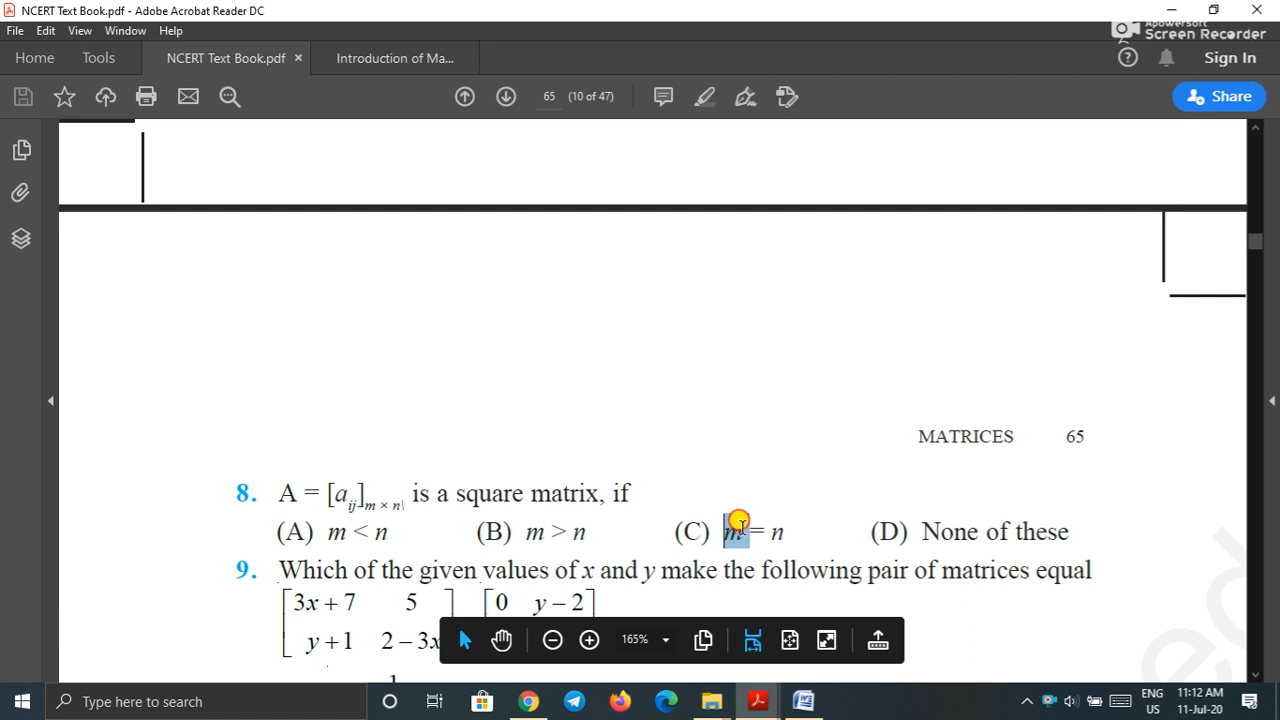 NCERT Text Book.pdf - Adobe Acrobat Reader DC
File Edit View Window Help
Apowersoft
Screen Recorder
Home Tools NCERT Text Book.pdf × Introduction of Ma...
Sign In
65 (10 of 47)
Share
MATRICES 65
8. A = [a_ij]_m × n\ is a square matrix, if
(A) m < n (B) m > n (C) m = n (D) None of these
9. Which of the given values of x and y make the following pair of matrices equal
[3x + 7 5] [0 y − 2]
[y + 1 2 − 3x
165%
1
Type here to search
ENG 11:12 AM
US 11-Jul-20